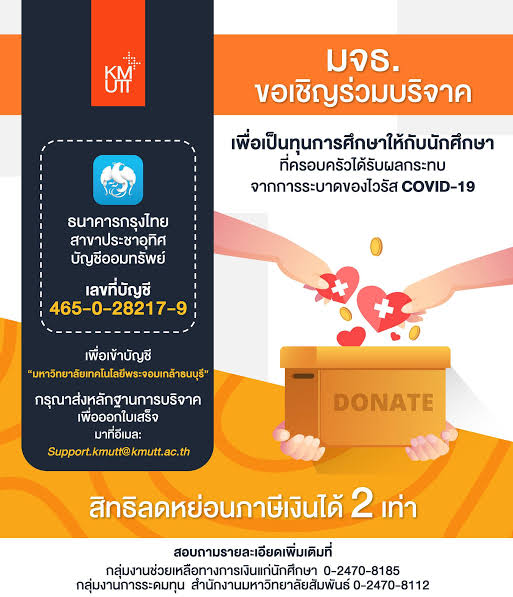 KM
UTT
มจธ.
ขอเชิญร่วมบริจาค
เพื่อเป็นทุนการศึกษาให้กับนักศึกษา
ที่ครอบครัวได้รับผลกระทบ
จากการระบาดของไวรัส COVID-19
ธนาคารกรุงไทย
สาขาประชาอุทิศ
บัญชีออมทรัพย์
เลขที่บัญชี
465-0-28217-9
เพื่อเข้าบัญชี
"มหาวิทยาลัยเทคโนโลยีพระจอมเกล้าธนบุรี"
กรุณาส่งหลักฐานการบริจาค
เพื่อออกใบเสร็จ
มาที่อีเมล:
Support.kmutt@kmutt.ac.th
DONATE
สิทธิลดหย่อนภาษีเงินได้ 2 เท่า
สอบถามรายละเอียดเพิ่มเติมที่
กลุ่มงานช่วยเหลือทางการเงินแก่นักศึกษา 0-2470-8185
กลุ่มงานการระดมทุน สำนักงานมหาวิทยาลัยสัมพันธ์ 0-2470-8112